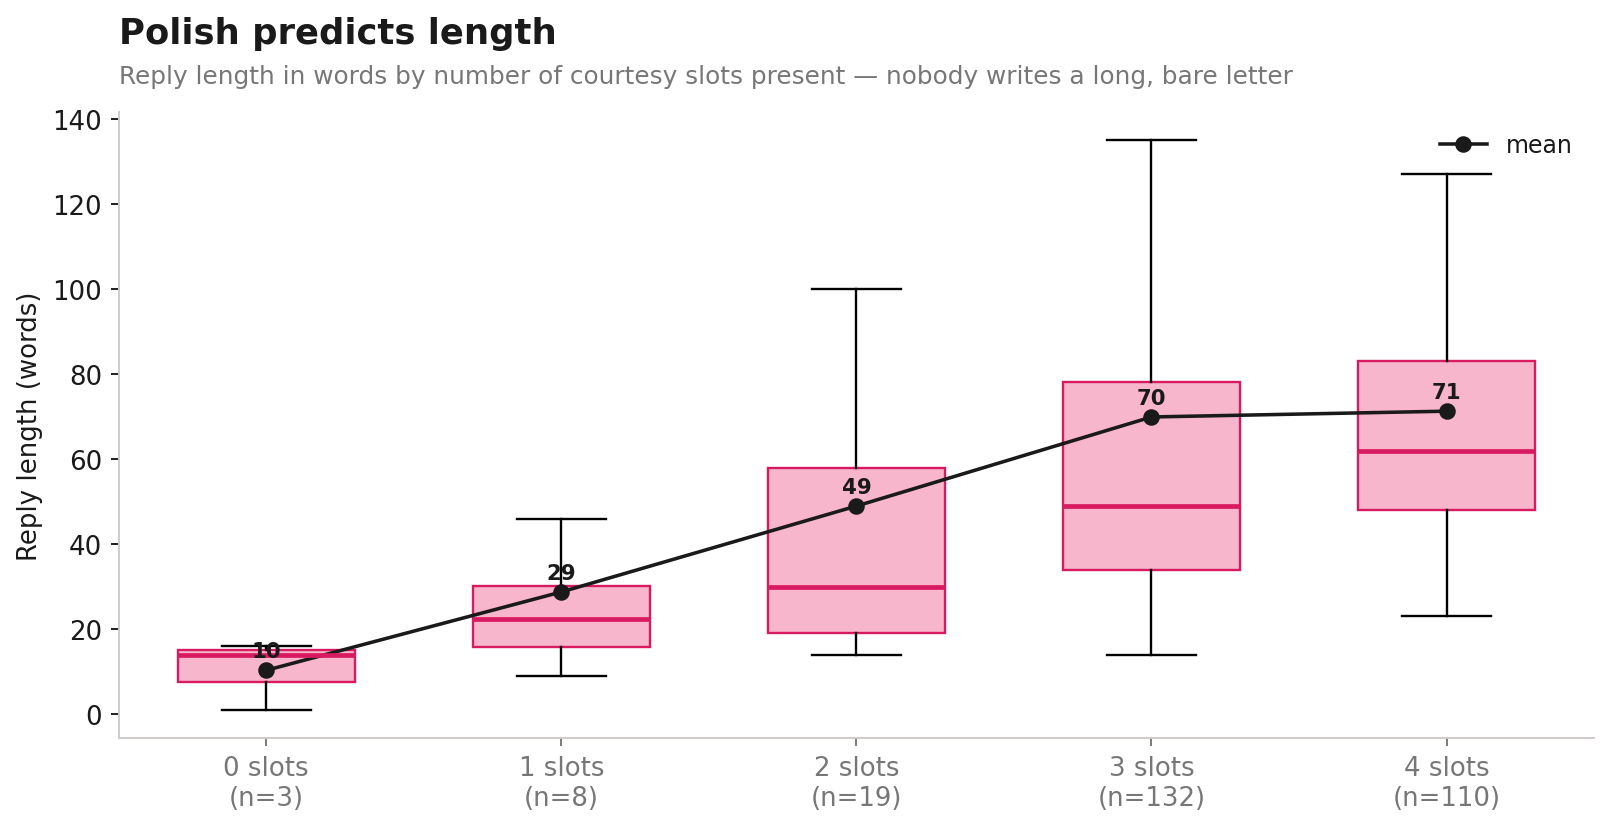 Polish predicts length
Reply length in words by number of courtesy slots present — nobody writes a long, bare letter
mean
Reply length (words)
140
120
100
80
60
40
20
0
10
29
49
70
71
0 slots
(n=3)
1 slots
(n=8)
2 slots
(n=19)
3 slots
(n=132)
4 slots
(n=110)